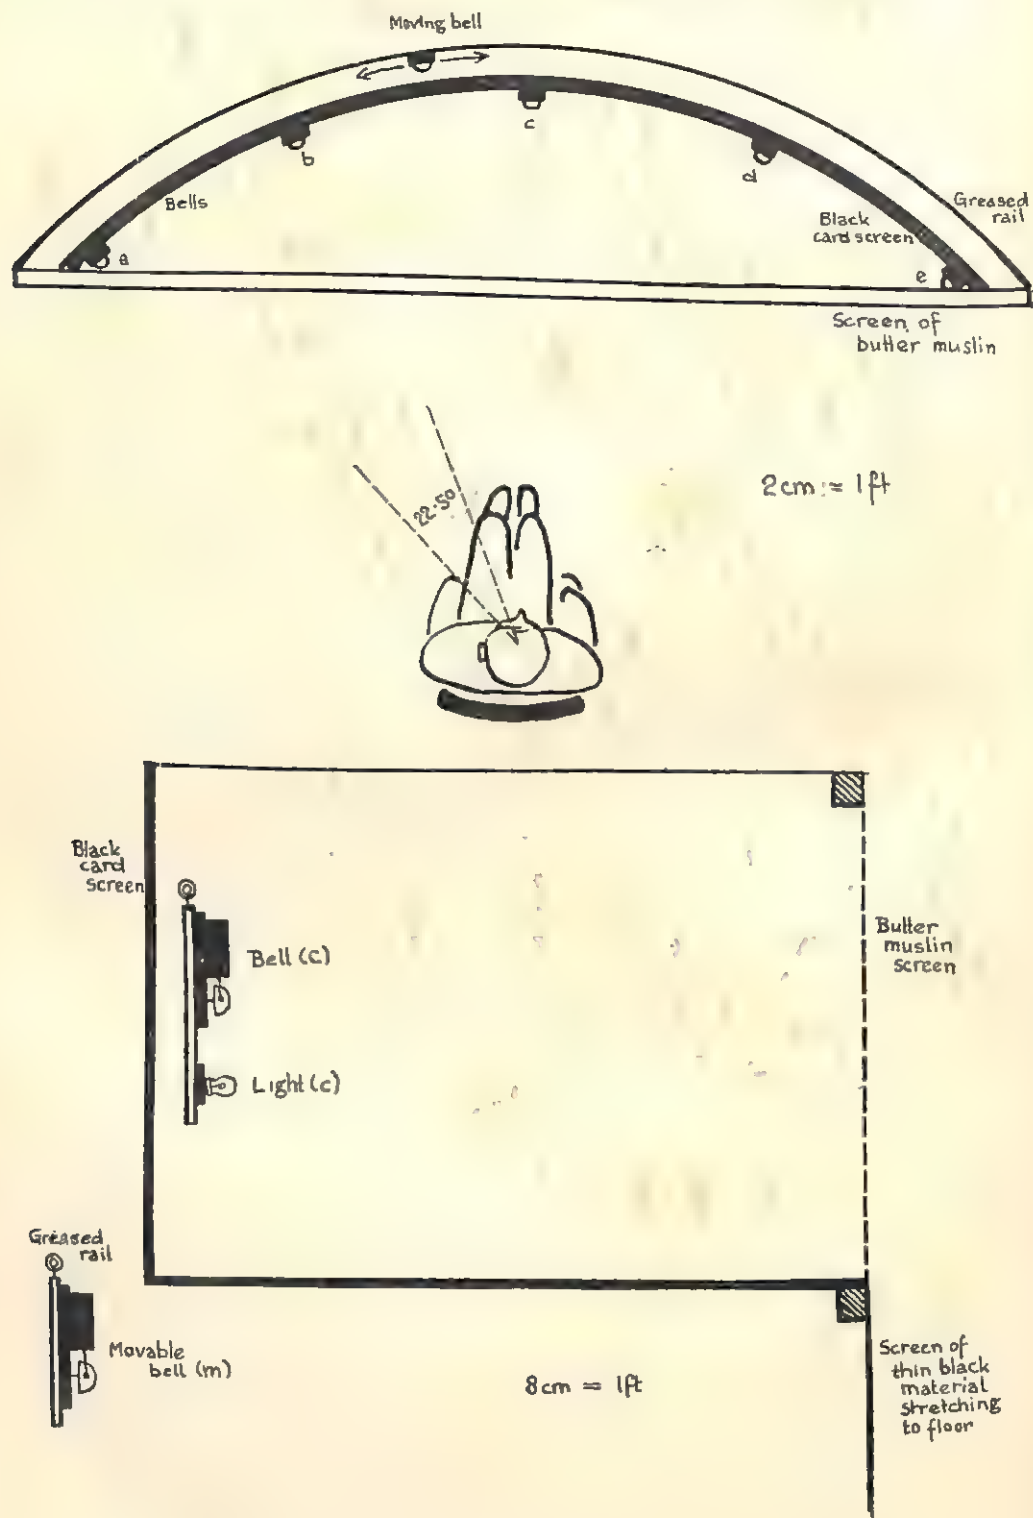 Moving bell
c
b
d
Bells
Greased
rail
Black
card screen
a
e
Screen of
butter muslin
22.5°
2cm = 1ft
Black
card
screen
Bell (c)
Butter
muslin
screen
Light (c)
Greased
rail
Movable
bell (m)
8cm = 1ft
Screen of
thin black
material
stretching
to floor